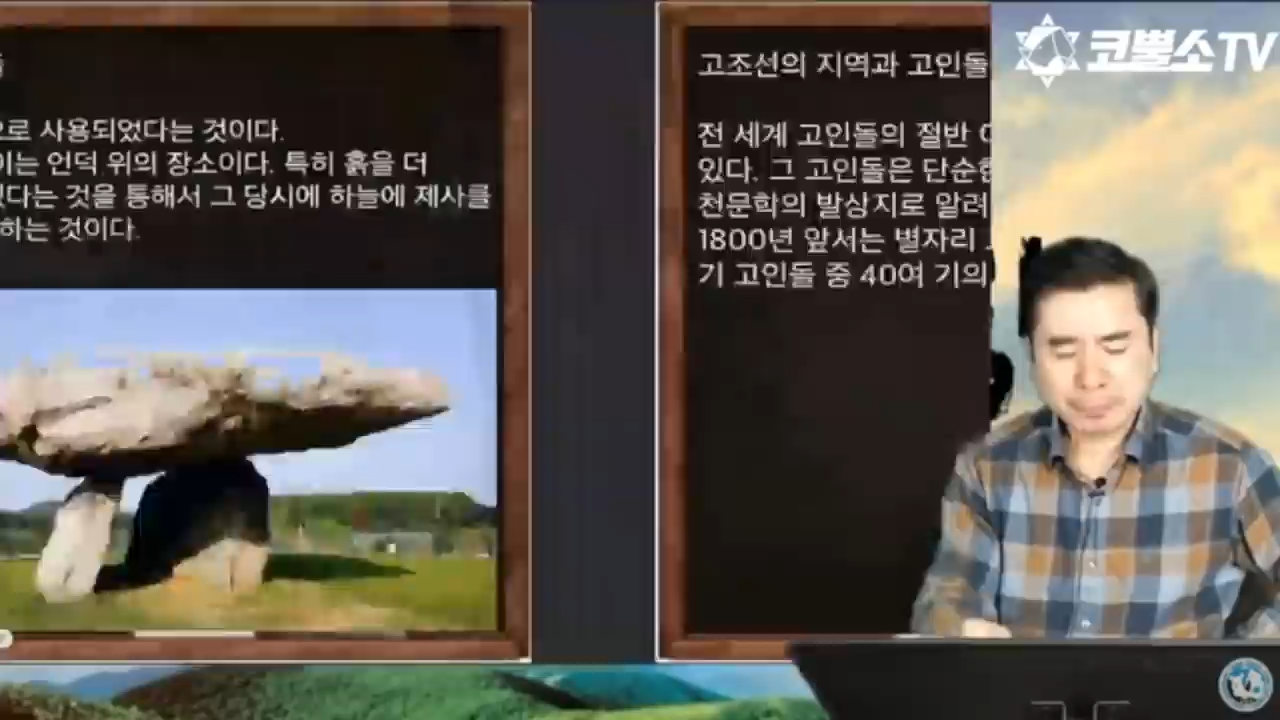 로 사용되었다는 것이다.
이는 언덕 위의 장소이다. 특히 흙을 더
있다는 것을 통해서 그 당시에 하늘에 제사를
하는 것이다.
고조선의 지역과 고인돌
전 세계 고인돌의 절반
있다. 그 고인돌은 단순한
천문학의 발상지로 알려
1800년 앞서는 별자리
기 고인돌 중 40여 기의
코뿔소TV